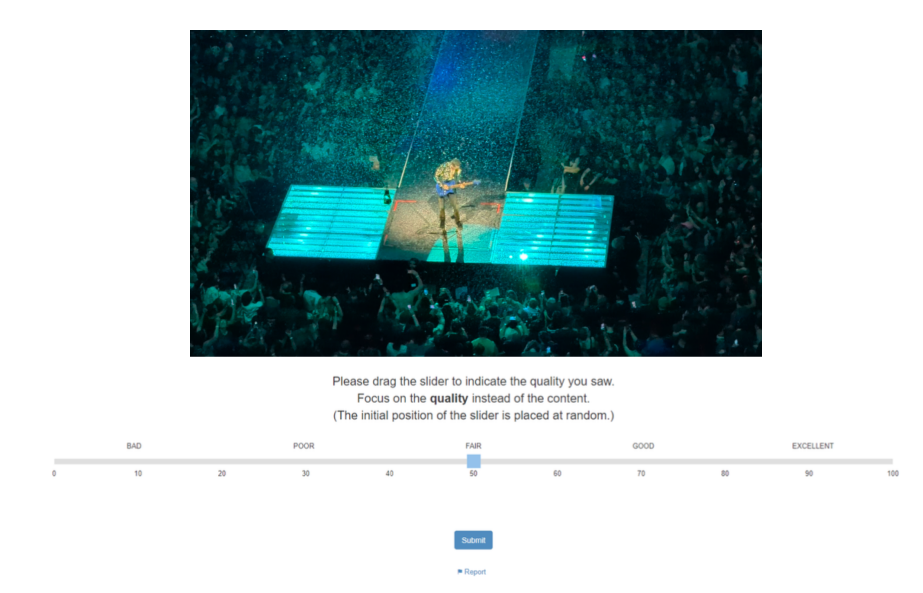 Please drag the slider to indicate the quality you saw.
Focus on the quality instead of the content.
(The initial position of the slider is placed at random.)
BAD POOR FAIR GOOD EXCELLENT
0 10 20 30 40 50 60 70 80 90 100
Submit
Report